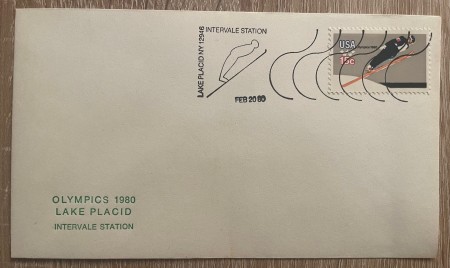 INTERVALE STATION
LAKE PLACID NY 12946
FEB 20 80
USA
15c
OLYMPICS 1980
LAKE PLACID
INTERVALE STATION